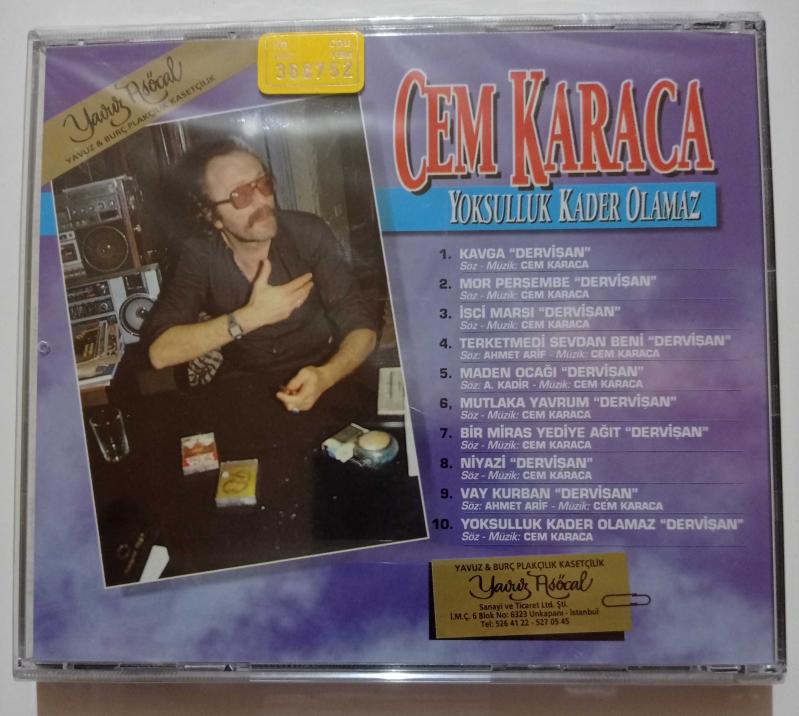 Yavuz Asöcal
YAVUZ & BURÇ PLAKÇILIK KASETÇİLİK
366752
CEM KARACA
YOKSULLUK KADER OLAMAZ
1. KAVGA "DERVİŞAN"
Söz - Müzik: CEM KARACA
2. MOR PERŞEMBE "DERVİŞAN"
Söz - Müzik: CEM KARACA
3. İŞCİ MARŞI "DERVİŞAN"
Söz - Müzik: CEM KARACA
4. TERKETMEDİ SEVDAN BENİ "DERVİŞAN"
Söz: AHMET ARİF - Müzik: CEM KARACA
5. MADEN OCAĞI "DERVİŞAN"
Söz: A. KADİR - Müzik: CEM KARACA
6. MUTLAKA YAVRUM "DERVİŞAN"
Söz - Müzik: CEM KARACA
7. BİR MİRAS YEDİYE AĞIT "DERVİŞAN"
Söz - Müzik: CEM KARACA
8. NİYAZİ "DERVİŞAN"
Söz - Müzik: CEM KARACA
9. VAY KURBAN "DERVİŞAN"
Söz: AHMET ARİF - Müzik: CEM KARACA
10. YOKSULLUK KADER OLAMAZ "DERVİŞAN"
Söz - Müzik: CEM KARACA
YAVUZ & BURÇ PLAKÇILIK KASETÇİLİK
Yavuz Asöcal
Sanayi ve Ticaret Ltd. Şti.
İ.M.Ç. 6 Blok No: 6323 Unkapanı - İstanbul
Tel: 526 41 22 - 527 05 45